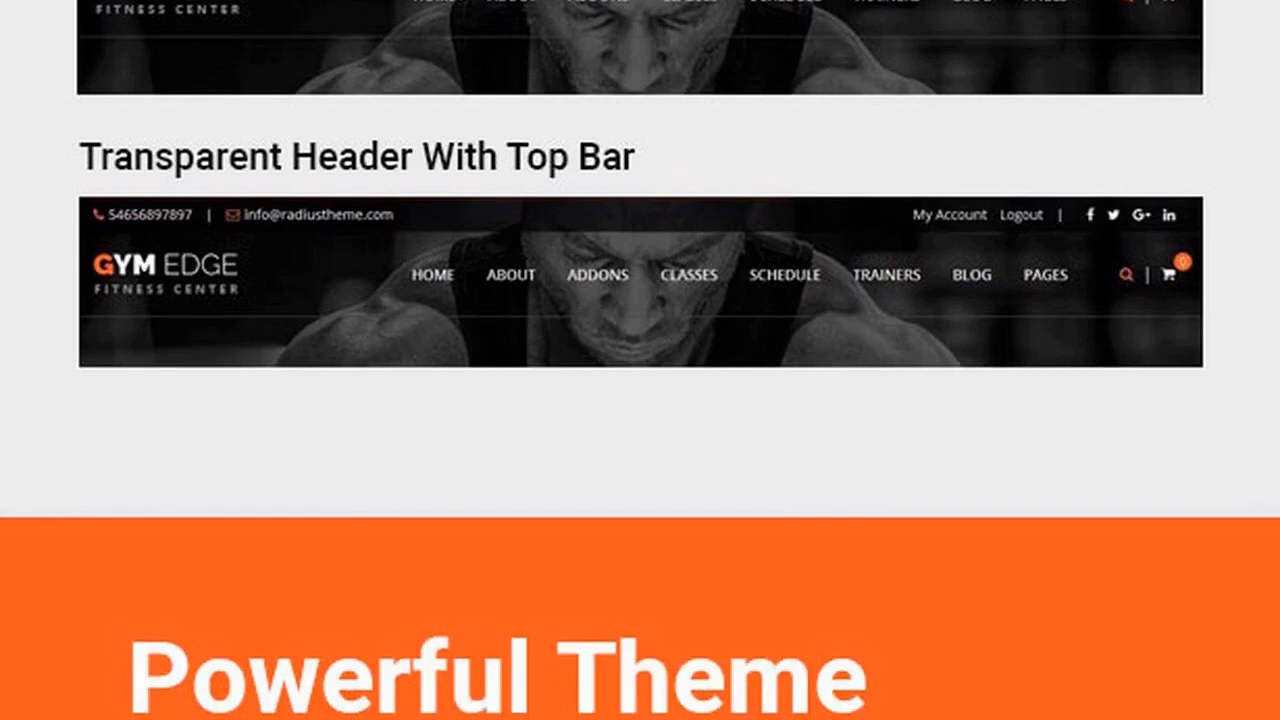 FITNESS CENTER
Transparent Header With Top Bar
54656897897 | info@radiustheme.com
My Account Logout |
GYM EDGE
FITNESS CENTER
HOME ABOUT ADDONS CLASSES SCHEDULE TRAINERS BLOG PAGES | 0
Powerful Theme